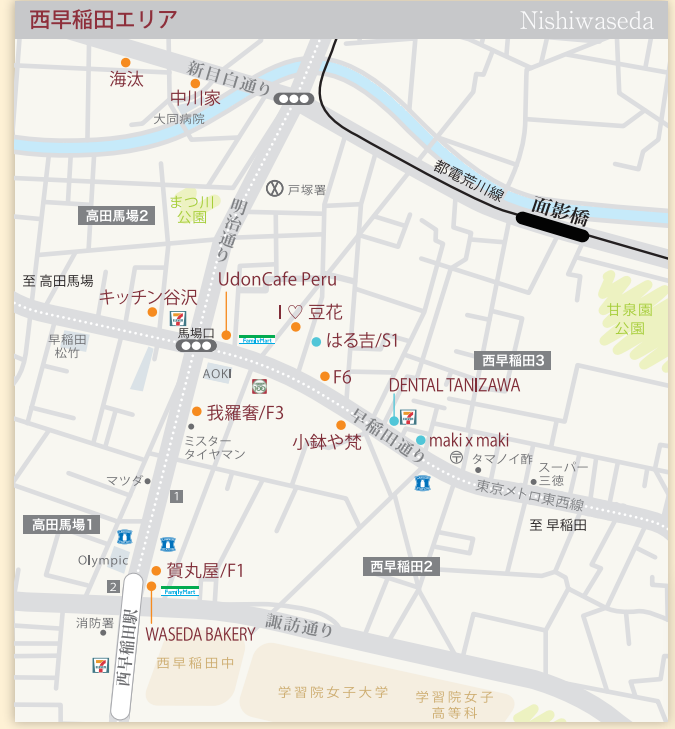 西早稲田エリア
Nishiwaseda
海汰
新目白通り
中川家
大同病院
都電荒川線
面影橋
戸塚署
まつ川
公園
高田馬場2
明治通り
至 高田馬場
UdonCafe Peru
キッチン谷沢
I ♡ 豆花
甘泉園
公園
馬場口
FamilyMart
はる吉/S1
早稲田
松竹
西早稲田3
AOKI
F6
DENTAL TANIZAWA
我羅奢/F3
早稲田通り
小鉢や梵
maki x maki
ミスター
タイヤマン
〒
タマノイ酢
スーパー
三徳
マツダ
東京メトロ東西線
1
高田馬場1
至 早稲田
Olympic
賀丸屋/F1
西早稲田2
2
FamilyMart
消防署
WASEDA BAKERY
諏訪通り
西早稲田駅
西早稲田中
学習院女子大学
学習院女子
高等科